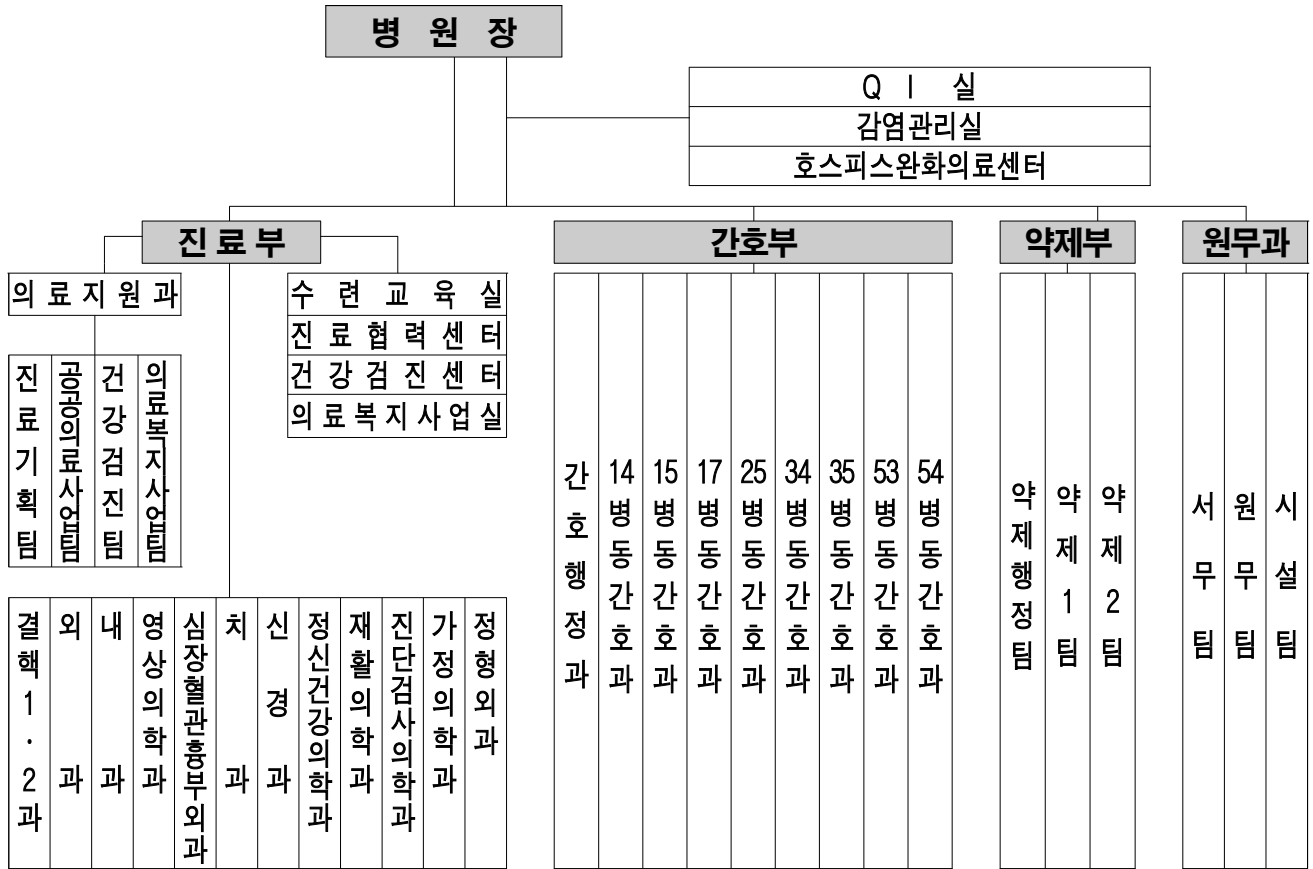 병 원 장
Q I 실
감염관리실
호스피스완화의료센터
진료부
간호부
약제부
원무과
의료지원과
수련교육실
진료협력센터
건강검진센터
의료복지사업실
진료기획팀
공공의료사업팀
건강검진팀
의료복지사업팀
결핵1·2과
외과
내과
영상의학과
심장혈관흉부외과
치과
신경과
정신건강의학과
재활의학과
진단검사의학과
가정의학과
정형외과
간호행정과
14병동간호과
15병동간호과
17병동간호과
25병동간호과
34병동간호과
35병동간호과
53병동간호과
54병동간호과
약제행정팀
약제1팀
약제2팀
서무팀
원무팀
시설팀